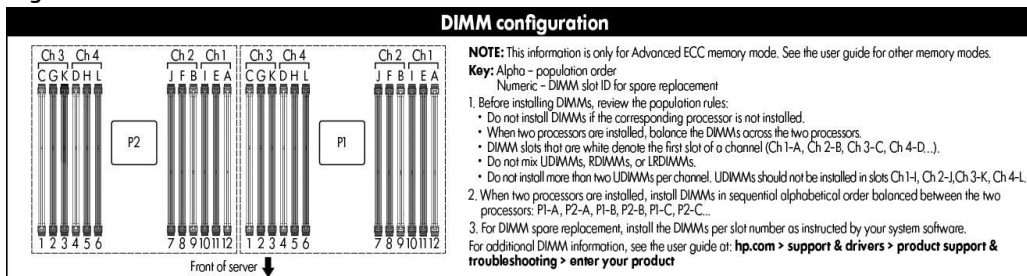 DIMM configuration
Ch 3 Ch 4 Ch 2 Ch 1 Ch 3 Ch 4 Ch 2 Ch 1
C G K D H L J F B I E A C G K D H L J F B I E A
P2 P1
1 2 3 4 5 6 7 8 9 10 11 12 1 2 3 4 5 6 7 8 9 10 11 12
Front of server
NOTE: This information is only for Advanced ECC memory mode. See the user guide for other memory modes.
Key: Alpha – population order
Numeric – DIMM slot ID for spare replacement
1. Before installing DIMMs, review the population rules:
• Do not install DIMMs if the corresponding processor is not installed.
• When two processors are installed, balance the DIMMs across the two processors.
• DIMM slots that are white denote the first slot of a channel (Ch 1-A, Ch 2-B, Ch 3-C, Ch 4-D...).
• Do not mix UDIMMs, RDIMMs, or LRDIMMs.
• Do not install more than two UDIMMs per channel. UDIMMs should not be installed in slots Ch 1-I, Ch 2-J,Ch 3-K, Ch 4-L.
2. When two processors are installed, install DIMMs in sequential alphabetical order balanced between the two
processors: P1-A, P2-A, P1-B, P2-B, P1-C, P2-C...
3. For DIMM spare replacement, install the DIMMs per slot number as instructed by your system software.
For additional DIMM information, see the user guide at: hp.com > support & drivers > product support &
troubleshooting > enter your product